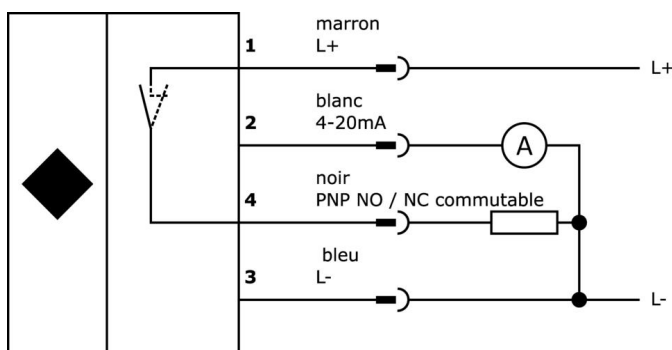 marron
1 L+
L+
blanc
2 4-20mA
A
noir
4 PNP NO / NC commutable
bleu
3 L-
L-